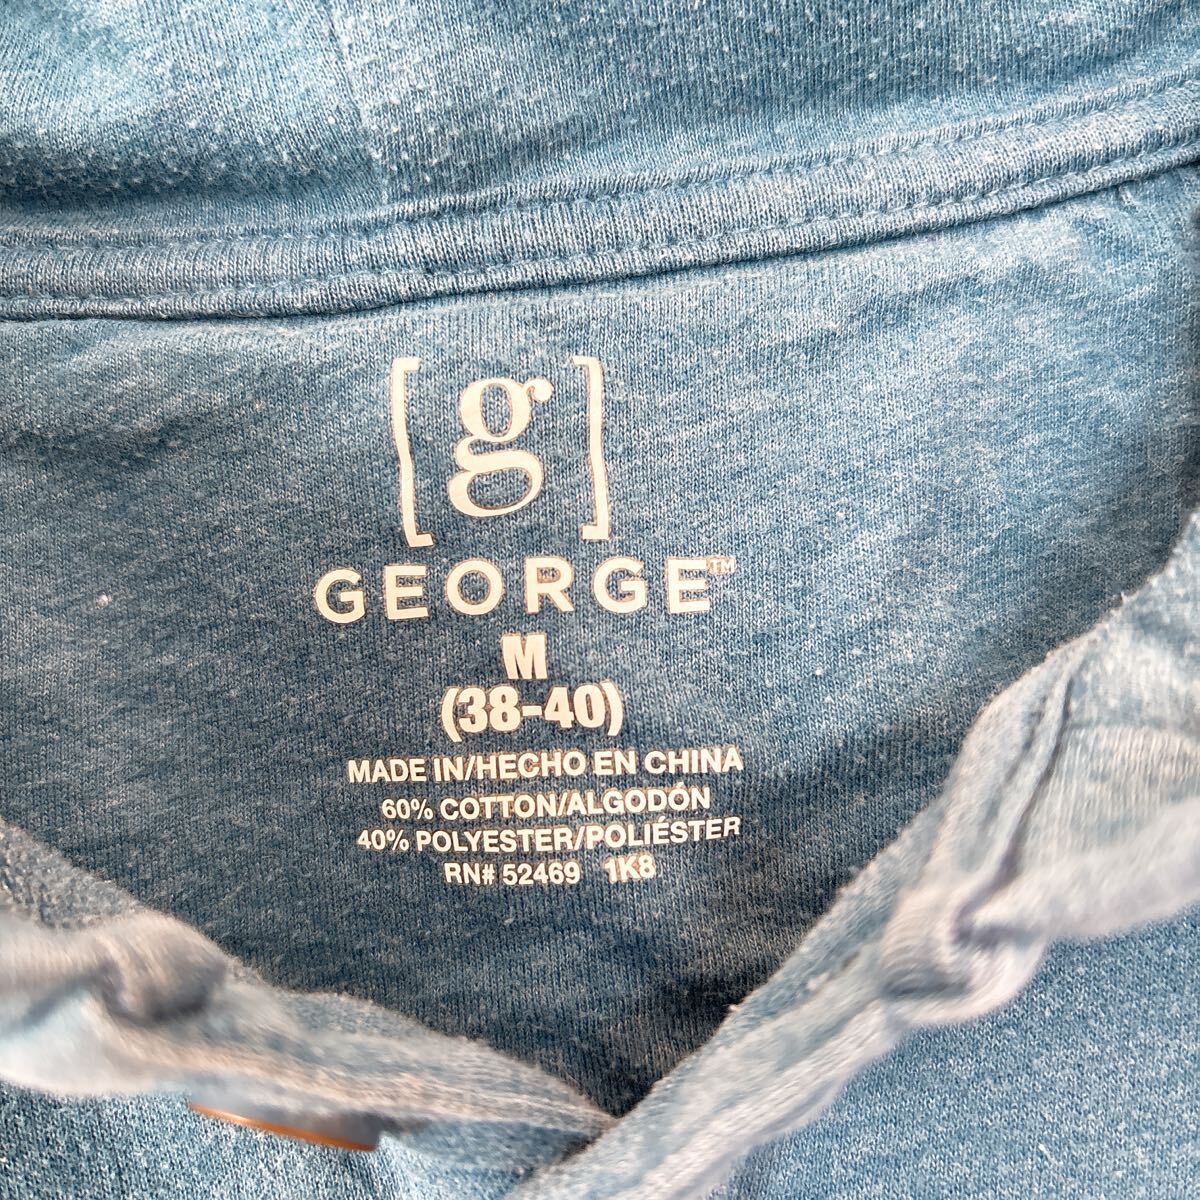 [g]
GEORGE™
M
(38-40)
MADE IN/HECHO EN CHINA
60% COTTON/ALGODÓN
40% POLYESTER/POLIÉSTER
RN# 52469 1K8